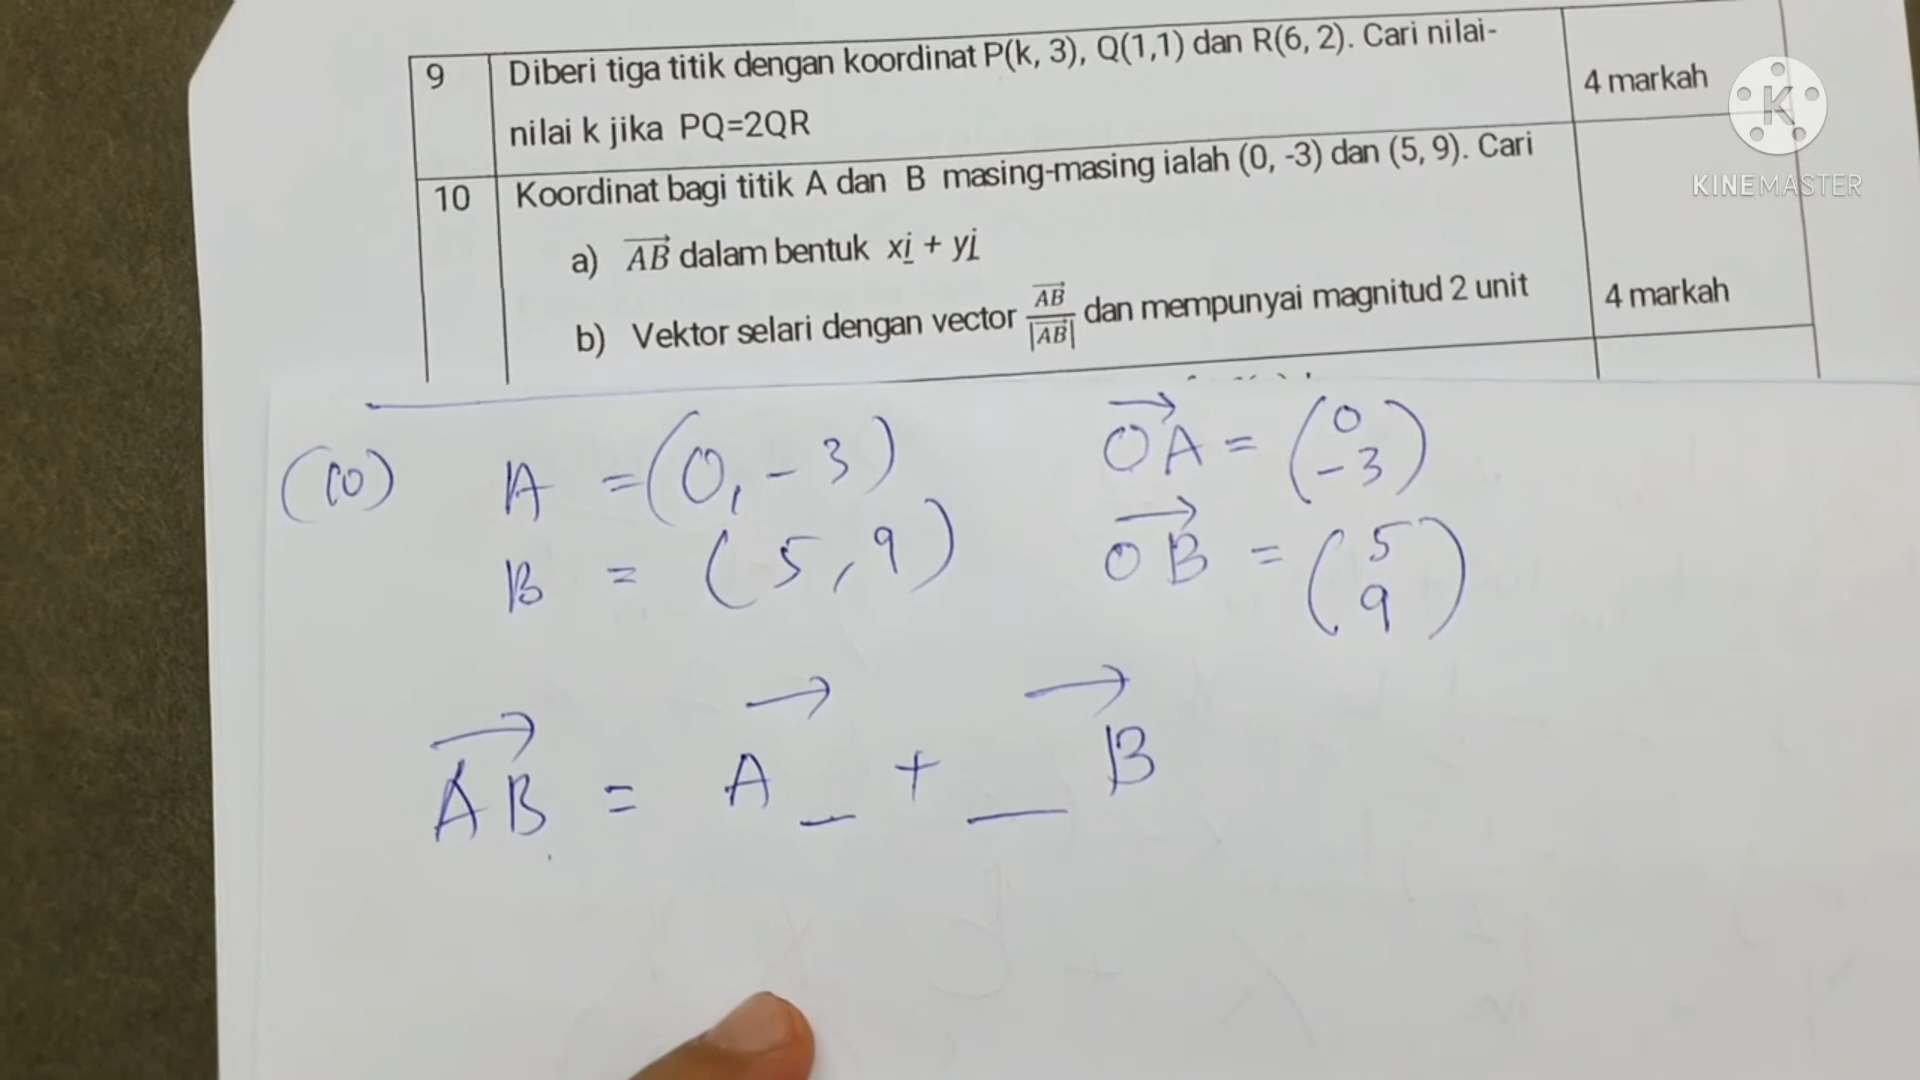 9 Diberi tiga titik dengan koordinat P(k, 3), Q(1,1) dan R(6, 2). Cari nilai-
nilai k jika PQ=2QR
4 markah
10 Koordinat bagi titik A dan B masing-masing ialah (0, -3) dan (5, 9). Cari
a) AB dalam bentuk xi + yj
b) Vektor selari dengan vector AB/|AB| dan mempunyai magnitud 2 unit
4 markah
K
KINEMASTER
(10) A = (0, -3)
B = (5, 9)
OA = (0 -3)
OB = (5 9)
AB = A _ + __ B